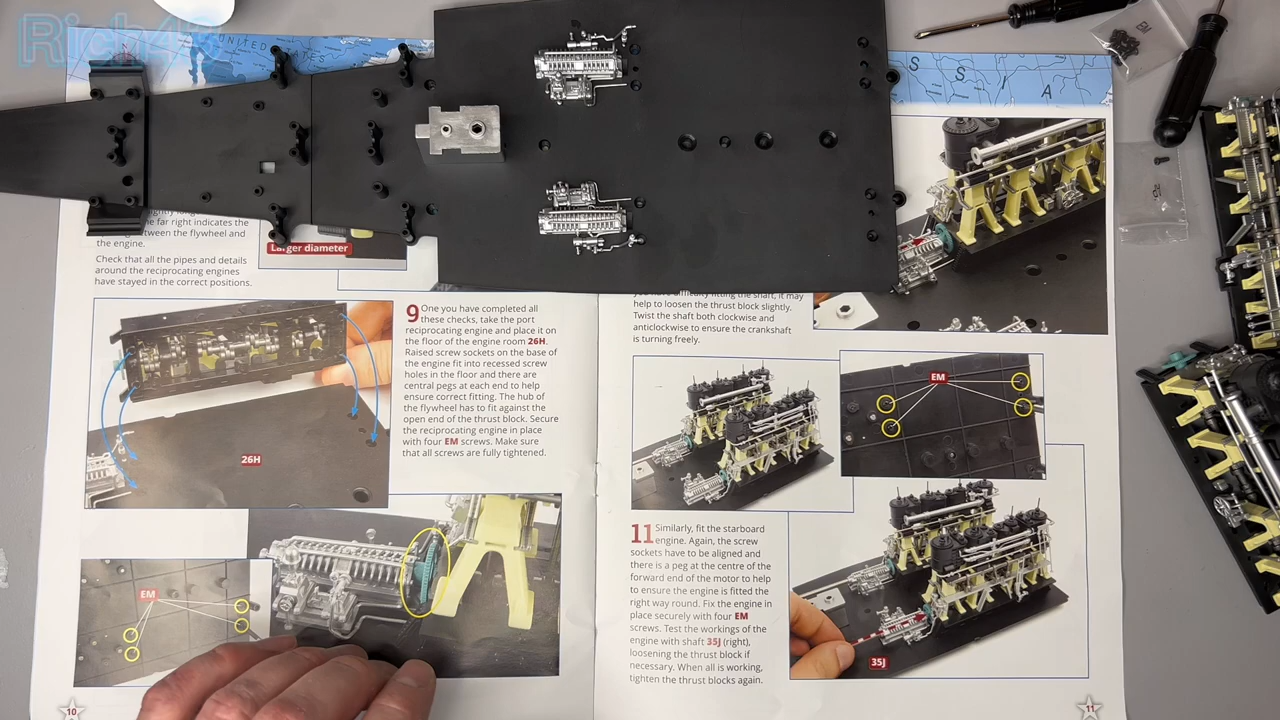 Rich43
UNITED STATES
S S I A
far right indicates the
between the flywheel and
the engine.
Check that all the pipes and details
around the reciprocating engines
have stayed in the correct positions.
Larger diameter
9 One you have completed all
these checks, take the port
reciprocating engine and place it on
the floor of the engine room 26H.
Raised screw sockets on the base of
the engine fit into recessed screw
holes in the floor and there are
central pegs at each end to help
ensure correct fitting. The hub of
the flywheel has to fit against the
open end of the thrust block. Secure
the reciprocating engine in place
with four EM screws. Make sure
that all screws are fully tightened.
26H
EM
10
fitting the shaft, it may
help to loosen the thrust block slightly.
Twist the shaft both clockwise and
anticlockwise to ensure the crankshaft
is turning freely.
EM
11 Similarly, fit the starboard
engine. Again, the screw
sockets have to be aligned and
there is a peg at the centre of the
forward end of the motor to help
to ensure the engine is fitted the
right way round. Fix the engine in
place securely with four EM
screws. Test the workings of the
engine with shaft 35J (right),
loosening the thrust block if
necessary. When all is working,
tighten the thrust blocks again.
35J
11